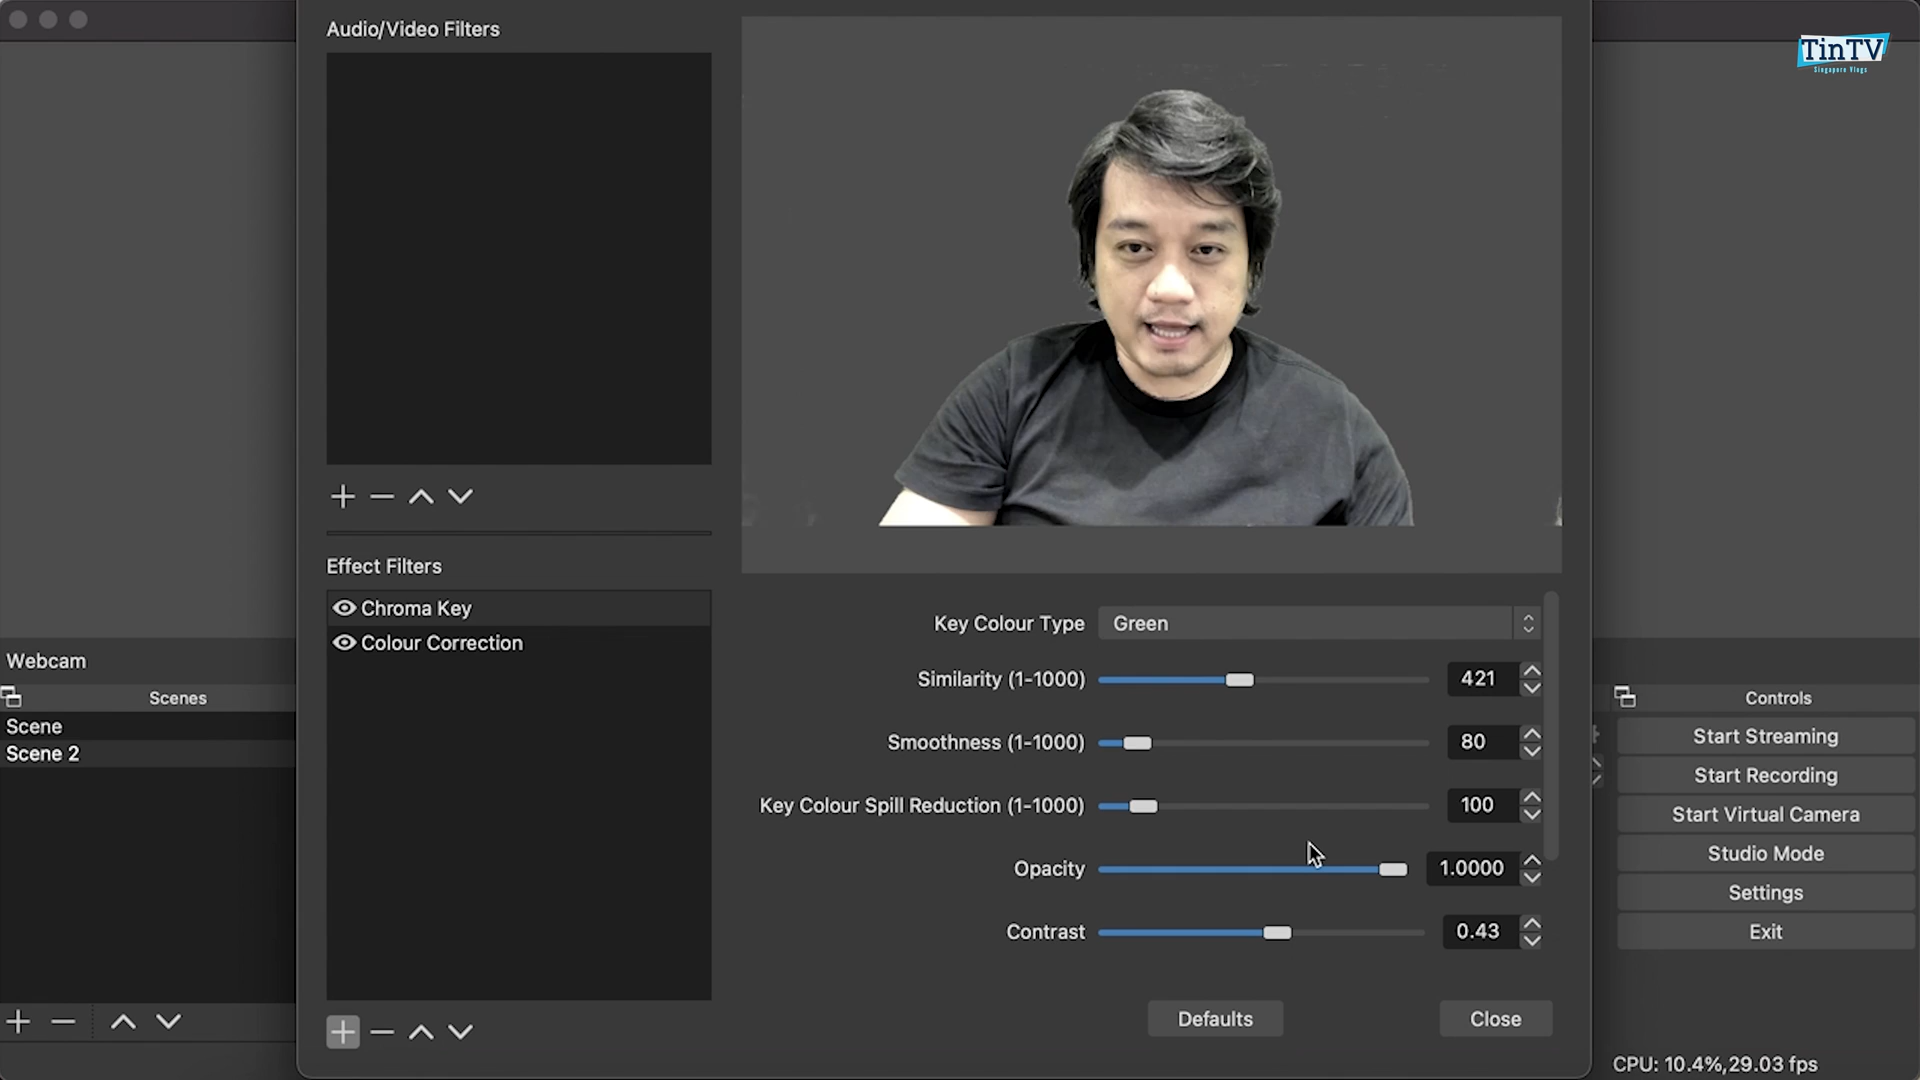 Audio/Video Filters
TinTV
Singapore Vlogs
Effect Filters
Chroma Key
Colour Correction
Key Colour Type
Green
Similarity (1-1000)
421
Smoothness (1-1000)
80
Key Colour Spill Reduction (1-1000)
100
Opacity
1.0000
Contrast
0.43
Defaults
Close
Webcam
Scenes
Scene
Scene 2
Controls
Start Streaming
Start Recording
Start Virtual Camera
Studio Mode
Settings
Exit
CPU: 10.4%,29.03 fps